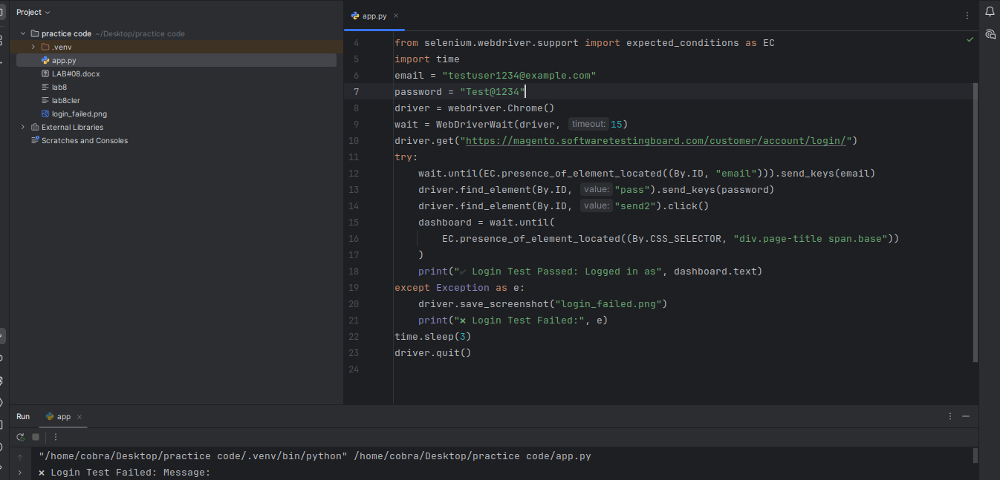 Project
practice code ~/Desktop/practice code
.venv
app.py
LAB#08.docx
lab8
lab8cler
login_failed.png
External Libraries
Scratches and Consoles
app.py
4 from selenium.webdriver.support import expected_conditions as EC
5 import time
6 email = "testuser1234@example.com"
7 password = "Test@1234"
8 driver = webdriver.Chrome()
9 wait = WebDriverWait(driver, timeout: 15)
10 driver.get("https://magento.softwaretestingboard.com/customer/account/login/")
11 try:
12 wait.until(EC.presence_of_element_located((By.ID, "email"))).send_keys(email)
13 driver.find_element(By.ID, value: "pass").send_keys(password)
14 driver.find_element(By.ID, value: "send2").click()
15 dashboard = wait.until(
16 EC.presence_of_element_located((By.CSS_SELECTOR, "div.page-title span.base"))
17 )
18 print("✅ Login Test Passed: Logged in as", dashboard.text)
19 except Exception as e:
20 driver.save_screenshot("login_failed.png")
21 print("❌ Login Test Failed:", e)
22 time.sleep(3)
23 driver.quit()
24
Run app
"/home/cobra/Desktop/practice code/.venv/bin/python" /home/cobra/Desktop/practice code/app.py
❌ Login Test Failed: Message: